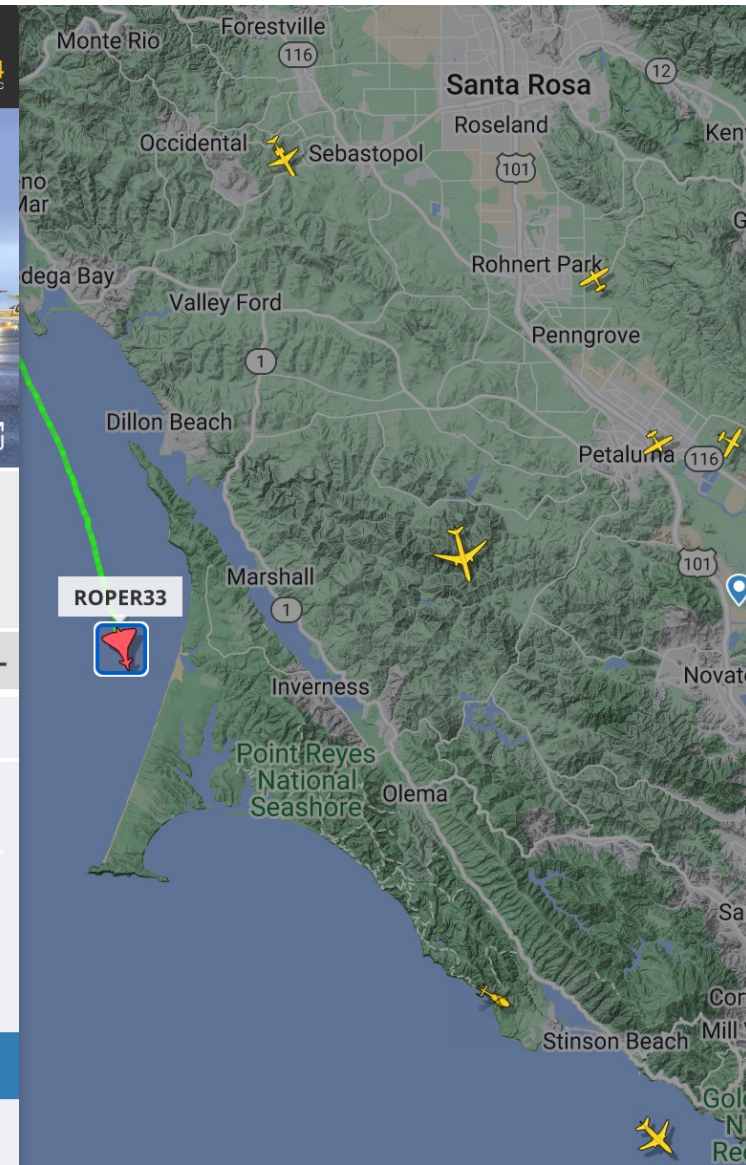 Forestville
Monte Rio
116
12
Santa Rosa
Roseland
Occidental
Sebastopol
101
Rohnert Park
Valley Ford
Penngrove
1
Dillon Beach
Petaluma
116
101
ROPER33
Marshall
1
Inverness
Point Reyes
National
Seashore
Olema
Stinson Beach
Mill